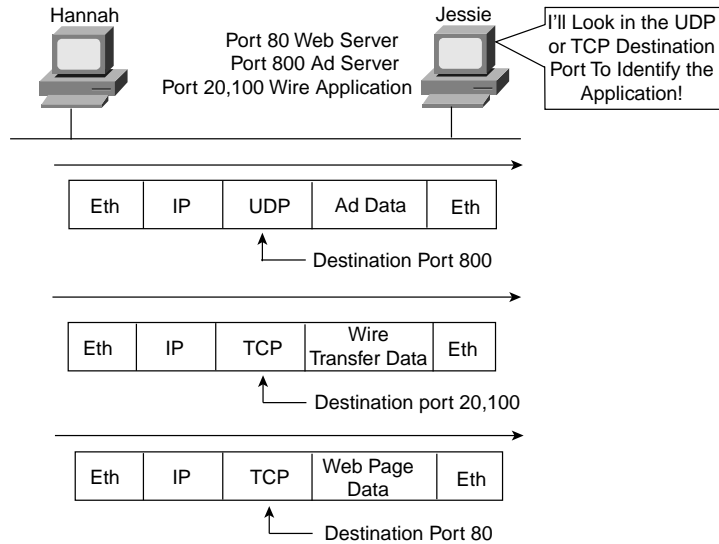 Hannah
Jessie
Port 80 Web Server
Port 800 Ad Server
Port 20,100 Wire Application
I'll Look in the UDP
or TCP Destination
Port To Identify the
Application!
Eth IP UDP Ad Data Eth
Destination Port 800
Eth IP TCP Wire Transfer Data Eth
Destination port 20,100
Eth IP TCP Web Page Data Eth
Destination Port 80